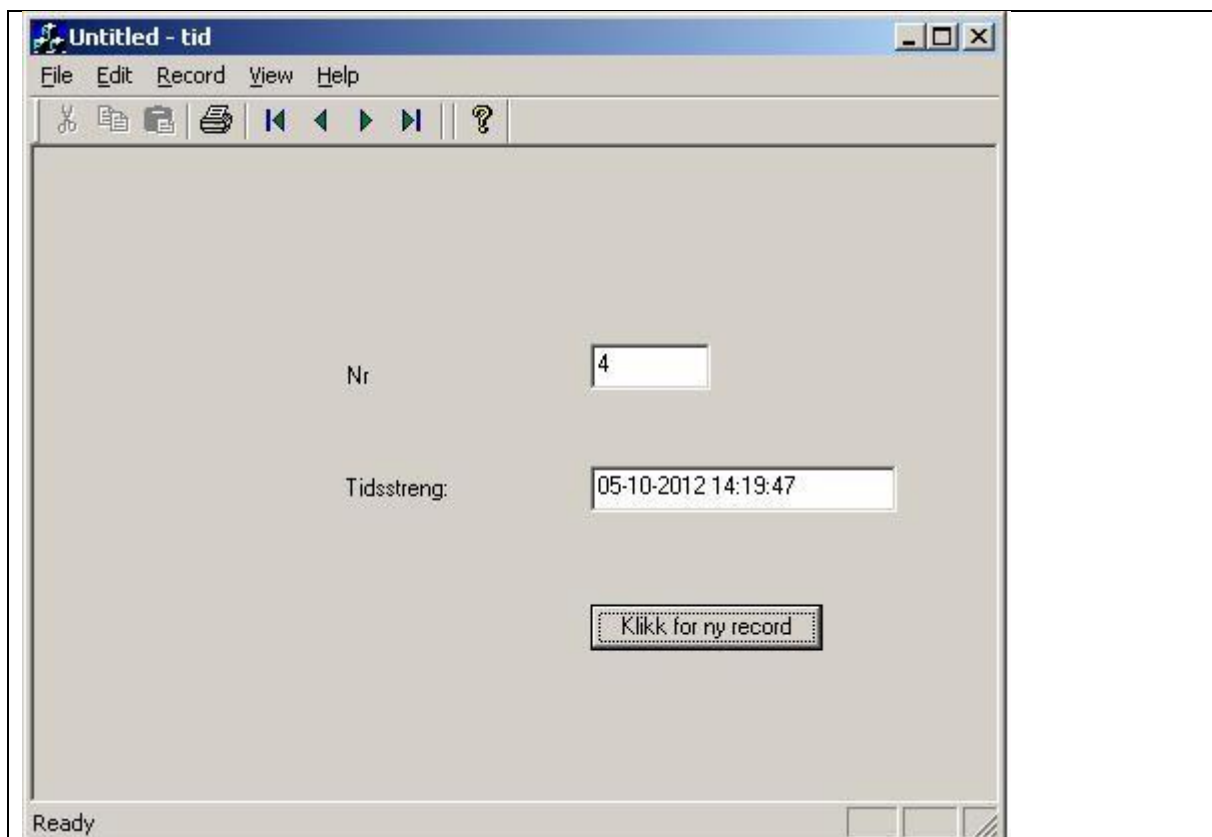 Untitled - tid
File Edit Record View Help
Nr 4
Tidsstreng: 05-10-2012 14:19:47
Klikk for ny record
Ready